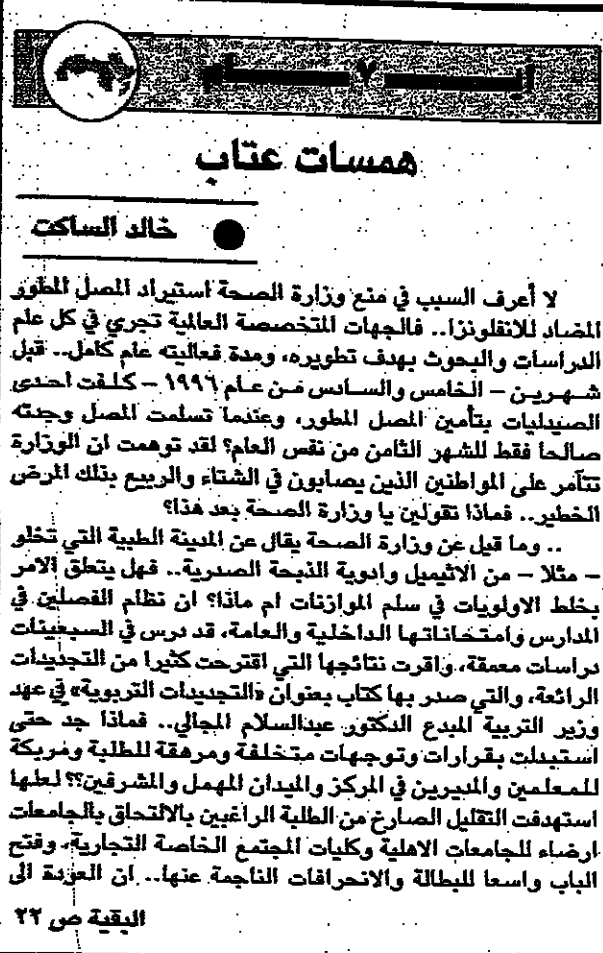 همسات عتاب
خالد الساكت
لا أعرف السبب في منع وزارة الصحة استيراد المصل المطور
المضاد للانفلونزا.. فالجهات المتخصصة العالمية تجري في كل عام
الدراسات والبحوث بهدف تطويره، ومدة فعاليته عام كامل.. قبل
شهرين – الخامس والسادس من عام ١٩٩٦ – كلفت احدى
الصيدليات بتأمين المصل المطور، وعندما تسلمت المصل وجدته
صالحا فقط للشهر الثامن من نفس العام؟ لقد توهمت ان الوزارة
تتآمر على المواطنين الذين يصابون في الشتاء والربيع بذلك المرض
الخطير.. فماذا تقولين يا وزارة الصحة بعد هذا؟
.. وما قيل عن وزارة الصحة يقال عن المدينة الطبية التي تخلو
– مثلا – من الاثيميل وادوية الذبحة الصدرية.. فهل يتعلق الامر
بخلط الاولويات في سلم الموازنات ام ماذا؟ ان نظام الفصلين في
المدارس وامتحاناتها الداخلية والعامة، قد درس في السبعينات
دراسات معمقة، واقرت نتائجها التي اقترحت كثيرا من التجديدات
الرائعة، والتي صدر بها كتاب بعنوان «التجديدات التربوية» في عهد
وزير التربية المبدع الدكتور عبدالسلام المجالي.. فماذا جد حتى
استبدلت بقرارات وتوجهات متخلفة ومرهقة للطلبة ومربكة
للمعلمين والمديرين في المركز والميدان المهمل والمشرفين؟؟ لعلها
استهدفت التقليل الصارخ من الطلبة الراغبين بالالتحاق بالجامعات
ارضاء للجامعات الاهلية وكليات المجتمع الخاصة التجارية، وفتح
الباب واسعا للبطالة والانحرافات الناجمة عنها.. ان العودة الى
البقية ص ٢٢